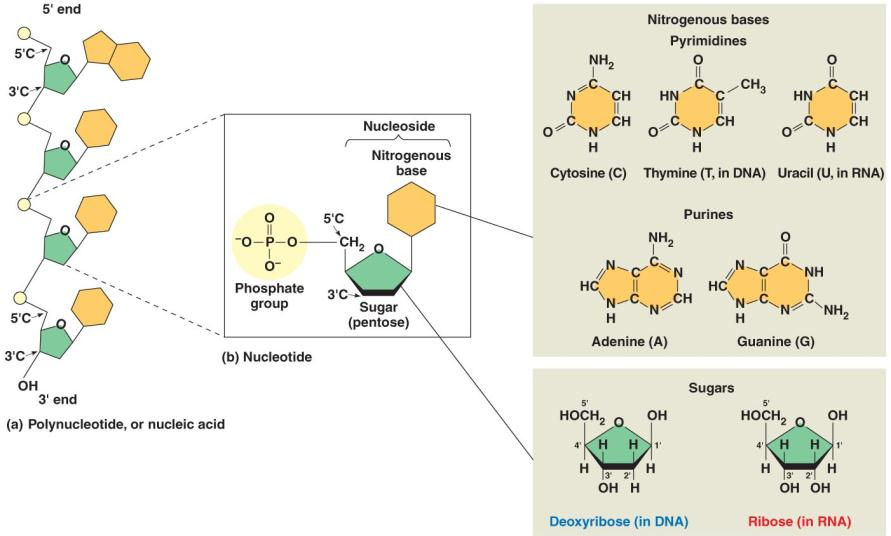 5' end
5'C
O
3'C
O
O
5'C
O
3'C
OH
3' end
(a) Polynucleotide, or nucleic acid
Nucleoside
Nitrogenous
base
O
⁻O P O
O⁻
5'C
CH₂
O
3'C
Phosphate
group
Sugar
(pentose)
(b) Nucleotide
Nitrogenous bases
Pyrimidines
NH₂
C
N CH
C CH
O N
H
Cytosine (C)
O
C CH₃
HN C
C CH
O N
H
Thymine (T, in DNA)
O
C
HN CH
C CH
O N
H
Uracil (U, in RNA)
Purines
NH₂
N C
C N
HC
C CH
N N
H
Adenine (A)
O
N C
C NH
HC
C C
N N NH₂
H
Guanine (G)
Sugars
5'
HOCH₂ O OH
4' H H 1'
H 3' 2' H
OH H
Deoxyribose (in DNA)
5'
HOCH₂ O OH
4' H H 1'
H 3' 2' H
OH OH
Ribose (in RNA)